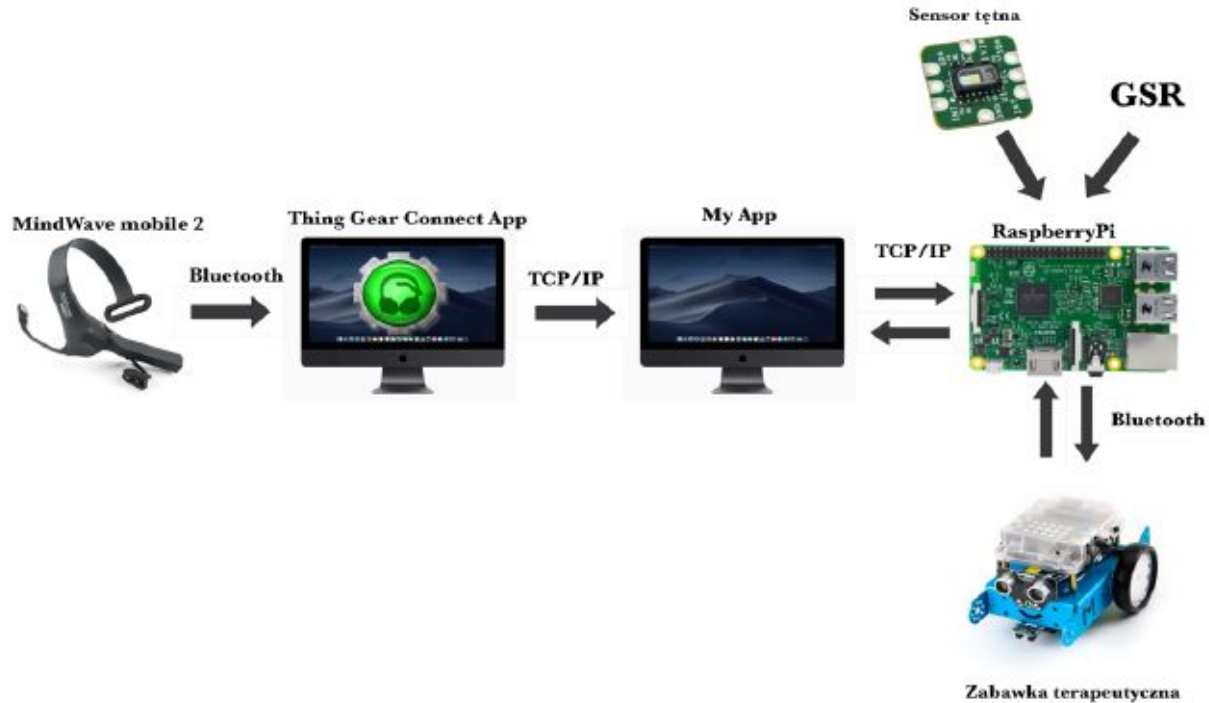 Sensor tętna
GSR
MindWave mobile 2
Thing Gear Connect App
My App
RaspberryPi
Bluetooth
TCP/IP
TCP/IP
Bluetooth
Zabawka terapeutyczna